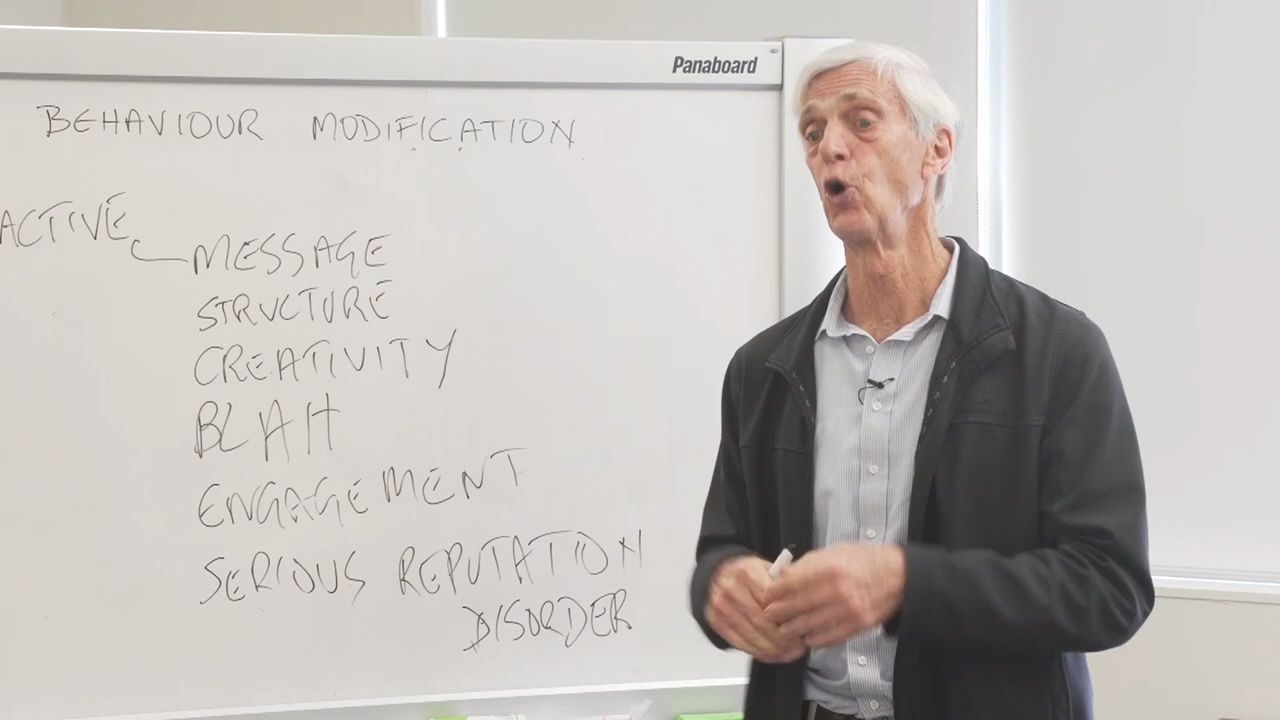 Panaboard
BEHAVIOUR MODIFICATION
ACTIVE
MESSAGE
STRUCTURE
CREATIVITY
BLAH
ENGAGEMENT
SERIOUS REPUTATION
DISORDER